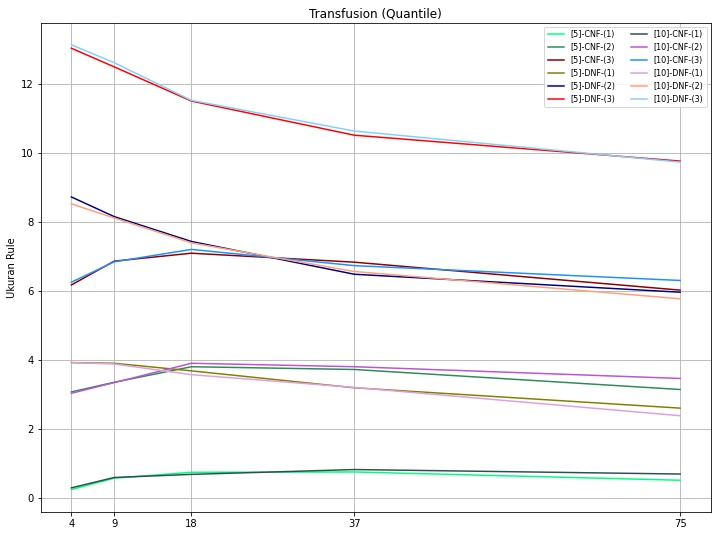 Transfusion (Quantile)
[5]-CNF-(1) [10]-CNF-(1)
[5]-CNF-(2) [10]-CNF-(2)
[5]-CNF-(3) [10]-CNF-(3)
[5]-DNF-(1) [10]-DNF-(1)
[5]-DNF-(2) [10]-DNF-(2)
[5]-DNF-(3) [10]-DNF-(3)
Ukuran Rule
12
10
8
6
4
2
0
4 9 18 37 75